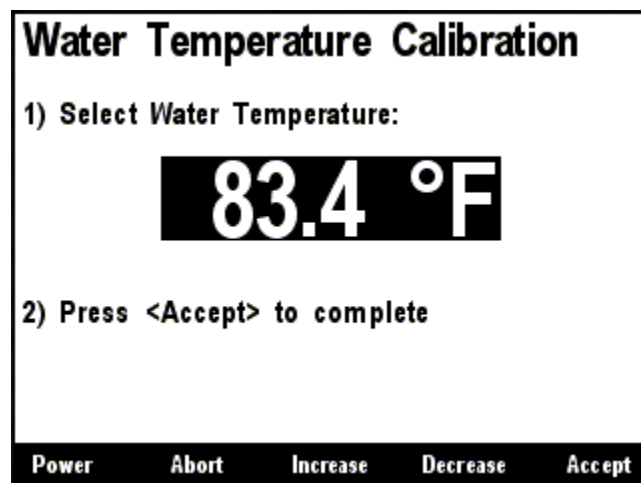 Water Temperature Calibration
1) Select Water Temperature:
83.4 °F
2) Press <Accept> to complete
Power Abort Increase Decrease Accept